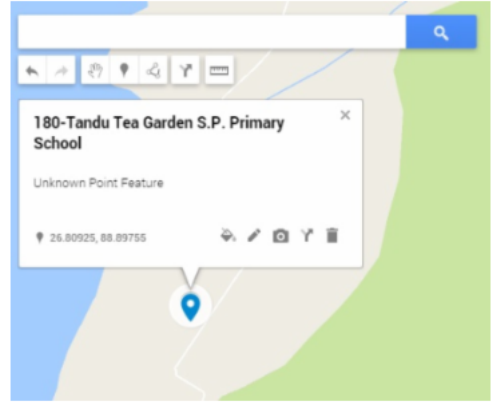 180-Tandu Tea Garden S.P. Primary
School
Unknown Point Feature
26.80925, 88.89755